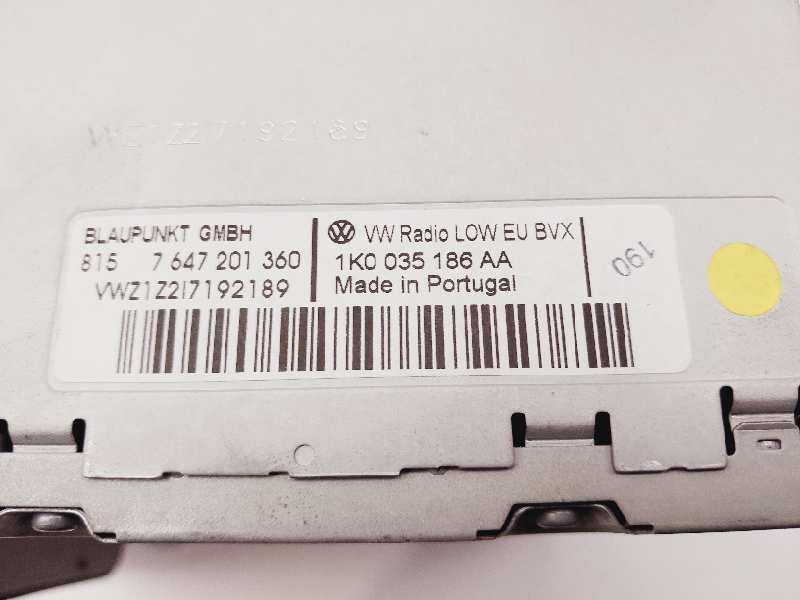 VWZ1Z2I7192189
BLAUPUNKT GMBH
815 7 647 201 360
VWZ1Z2I7192189
VW Radio LOW EU BVX
1K0 035 186 AA
Made in Portugal
190